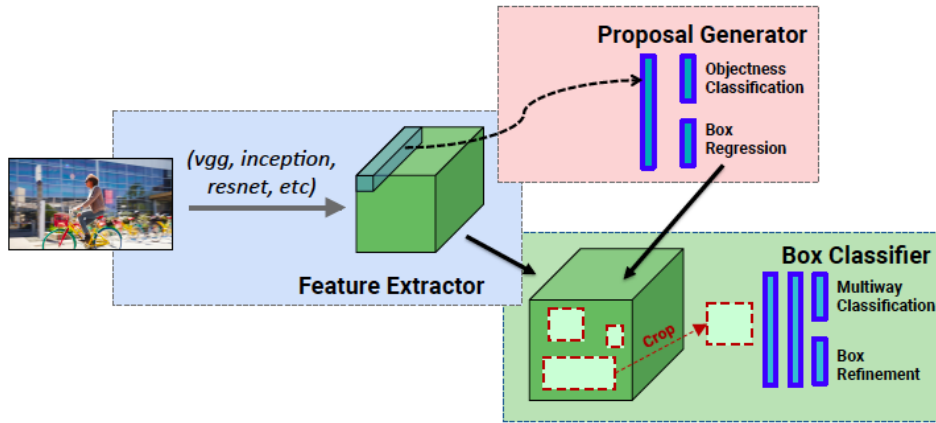 Proposal Generator
Objectness
Classification
Box
Regression
(vgg, inception,
resnet, etc)
Feature Extractor
Box Classifier
Multiway
Classification
Crop
Box
Refinement